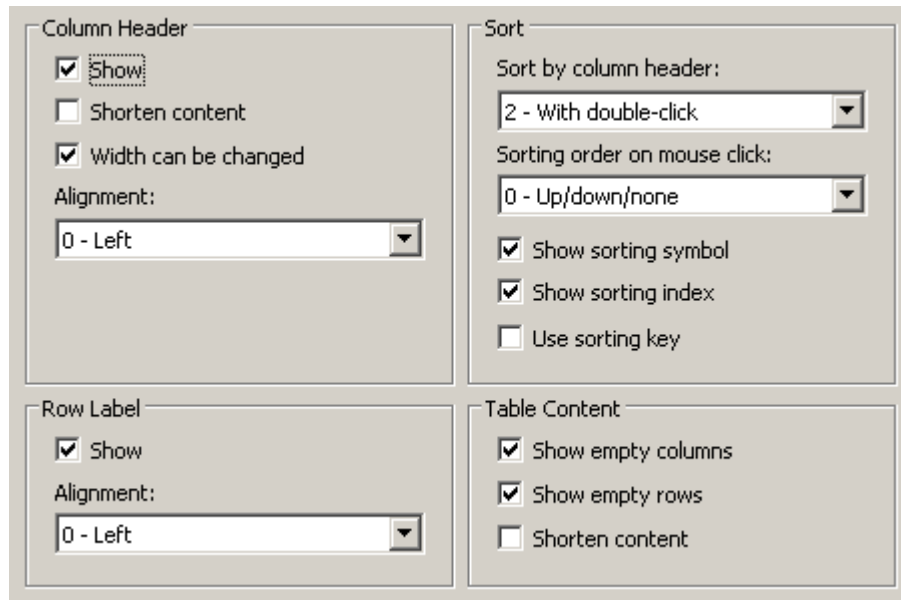 Column Header
Show
Shorten content
Width can be changed
Alignment:
0 - Left
Sort
Sort by column header:
2 - With double-click
Sorting order on mouse click:
0 - Up/down/none
Show sorting symbol
Show sorting index
Use sorting key
Row Label
Show
Alignment:
0 - Left
Table Content
Show empty columns
Show empty rows
Shorten content